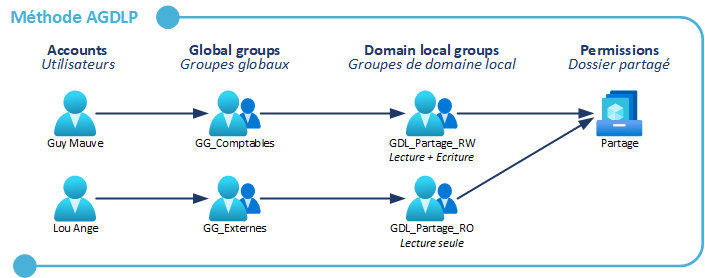 Méthode AGDLP
Accounts
Utilisateurs
Global groups
Groupes globaux
Domain local groups
Groupes de domaine local
Permissions
Dossier partagé
Guy Mauve
GG_Comptables
GDL_Partage_RW
Lecture + Ecriture
Partage
Lou Ange
GG_Externes
GDL_Partage_RO
Lecture seule